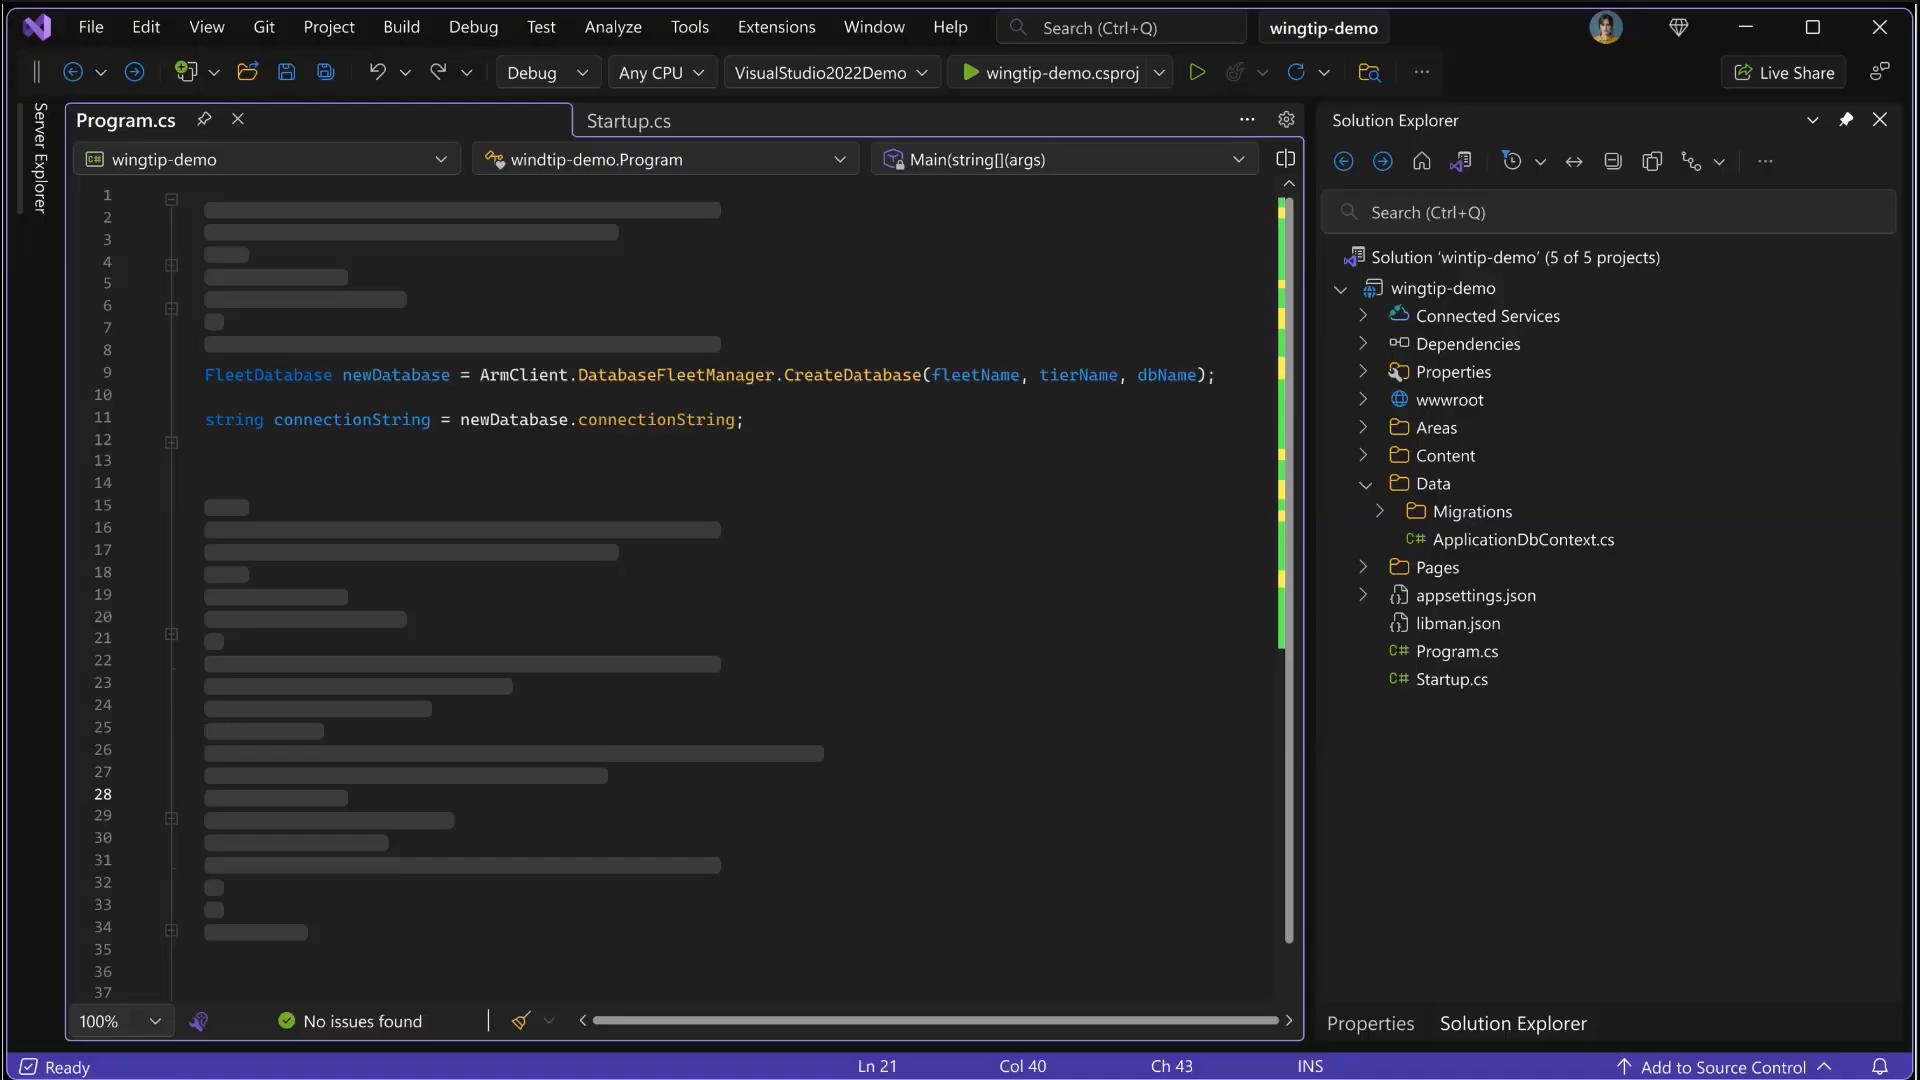 File Edit View Git Project Build Debug Test Analyze Tools Extensions Window Help Search (Ctrl+Q) wingtip-demo
Debug Any CPU VisualStudio2022Demo wingtip-demo.csproj Live Share
Server Explorer
Program.cs Startup.cs
wingtip-demo windtip-demo.Program Main(string[](args)
1
2
3
4
5
6
7
8
9 FleetDatabase newDatabase = ArmClient.DatabaseFleetManager.CreateDatabase(fleetName, tierName, dbName);
10
11 string connectionString = newDatabase.connectionString;
12
13
14
15
16
17
18
19
20
21
22
23
24
25
26
27
28
29
30
31
32
33
34
35
36
37
100% No issues found
Solution Explorer
Search (Ctrl+Q)
Solution ‘wintip-demo’ (5 of 5 projects)
wingtip-demo
Connected Services
Dependencies
Properties
wwwroot
Areas
Content
Data
Migrations
C# ApplicationDbContext.cs
Pages
appsettings.json
libman.json
C# Program.cs
C# Startup.cs
Properties Solution Explorer
Ready Ln 21 Col 40 Ch 43 INS Add to Source Control